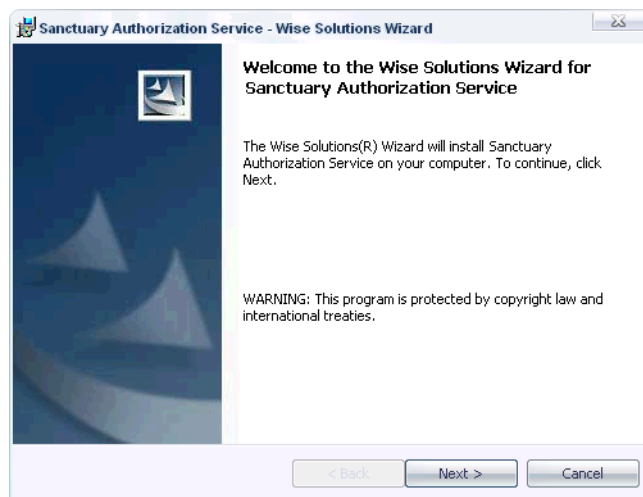 Sanctuary Authorization Service - Wise Solutions Wizard
Welcome to the Wise Solutions Wizard for
Sanctuary Authorization Service
The Wise Solutions(R) Wizard will install Sanctuary
Authorization Service on your computer. To continue, click
Next.
WARNING: This program is protected by copyright law and
international treaties.
< Back Next > Cancel